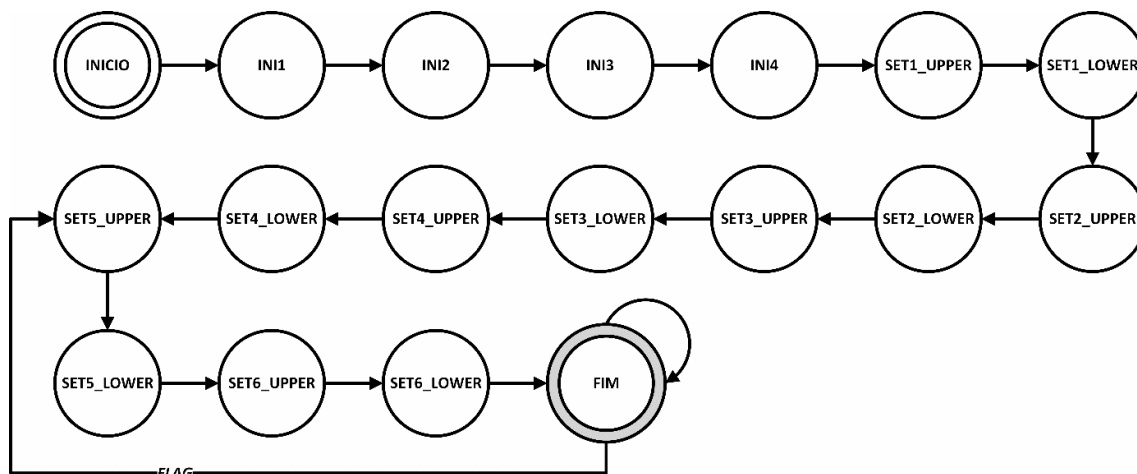 INICIO
INI1
INI2
INI3
INI4
SET1_UPPER
SET1_LOWER
SET5_UPPER
SET4_LOWER
SET4_UPPER
SET3_LOWER
SET3_UPPER
SET2_LOWER
SET2_UPPER
SET5_LOWER
SET6_UPPER
SET6_LOWER
FIM
FLAG